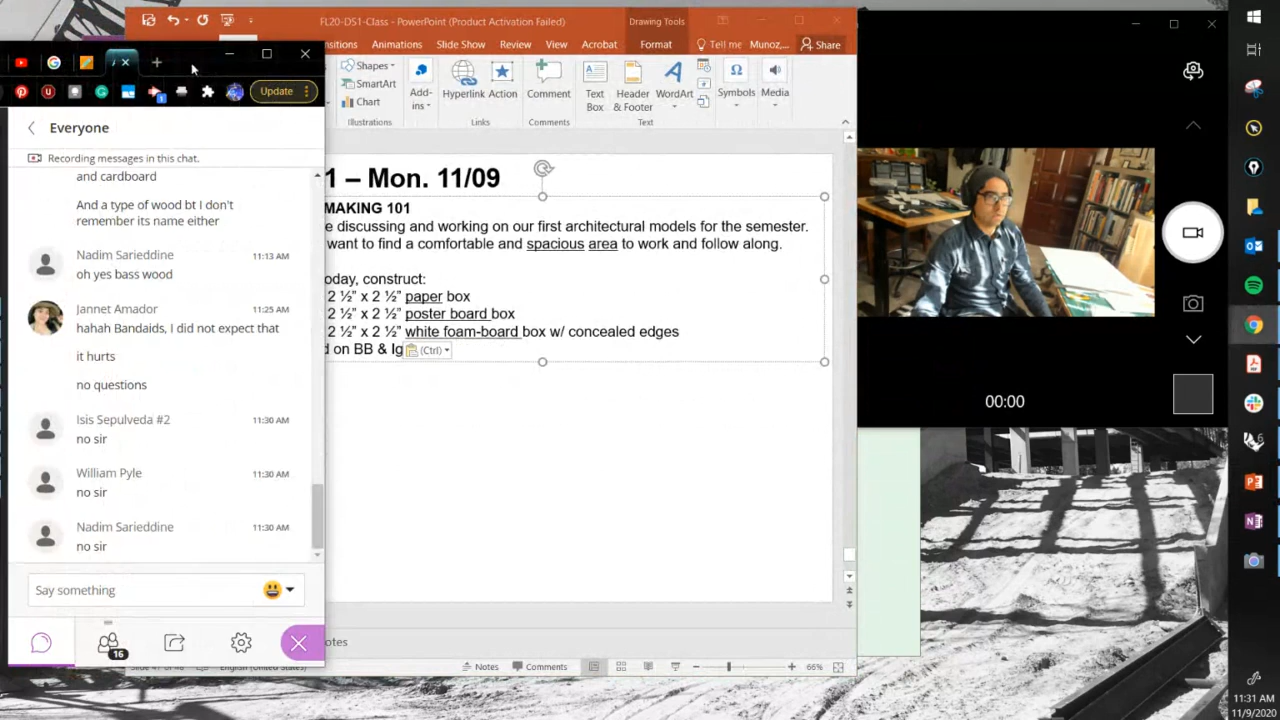 FL20-DS1-Class - PowerPoint (Product Activation Failed)
Drawing Tools
Animations
Slide Show
Review
View
Acrobat
Format
Tell me
Munoz,...
Share
Update
Shapes
SmartArt
Chart
Add-
ins
Hyperlink
Action
Comment
Text
Box
Header
& Footer
WordArt
Symbols
Media
Illustrations
Links
Comments
Text
Everyone
Recording messages in this chat.
and cardboard
And a type of wood bt I don't
remember its name either
Nadim Sarieddine
11:13 AM
oh yes bass wood
Jannet Amador
11:25 AM
hahah Bandaids, I did not expect that
it hurts
no questions
Isis Sepulveda #2
11:30 AM
no sir
William Pyle
11:30 AM
no sir
Nadim Sarieddine
11:30 AM
no sir
Say something
16
1 – Mon. 11/09
MAKING 101
e discussing and working on our first architectural models for the semester.
want to find a comfortable and spacious area to work and follow along.
oday, construct:
2 ½” x 2 ½” paper box
2 ½” x 2 ½” poster board box
2 ½” x 2 ½” white foam-board box w/ concealed edges
d on BB & Ig
(Ctrl)
otes
Notes
Comments
66%
00:00
11:31 AM
11/9/2020